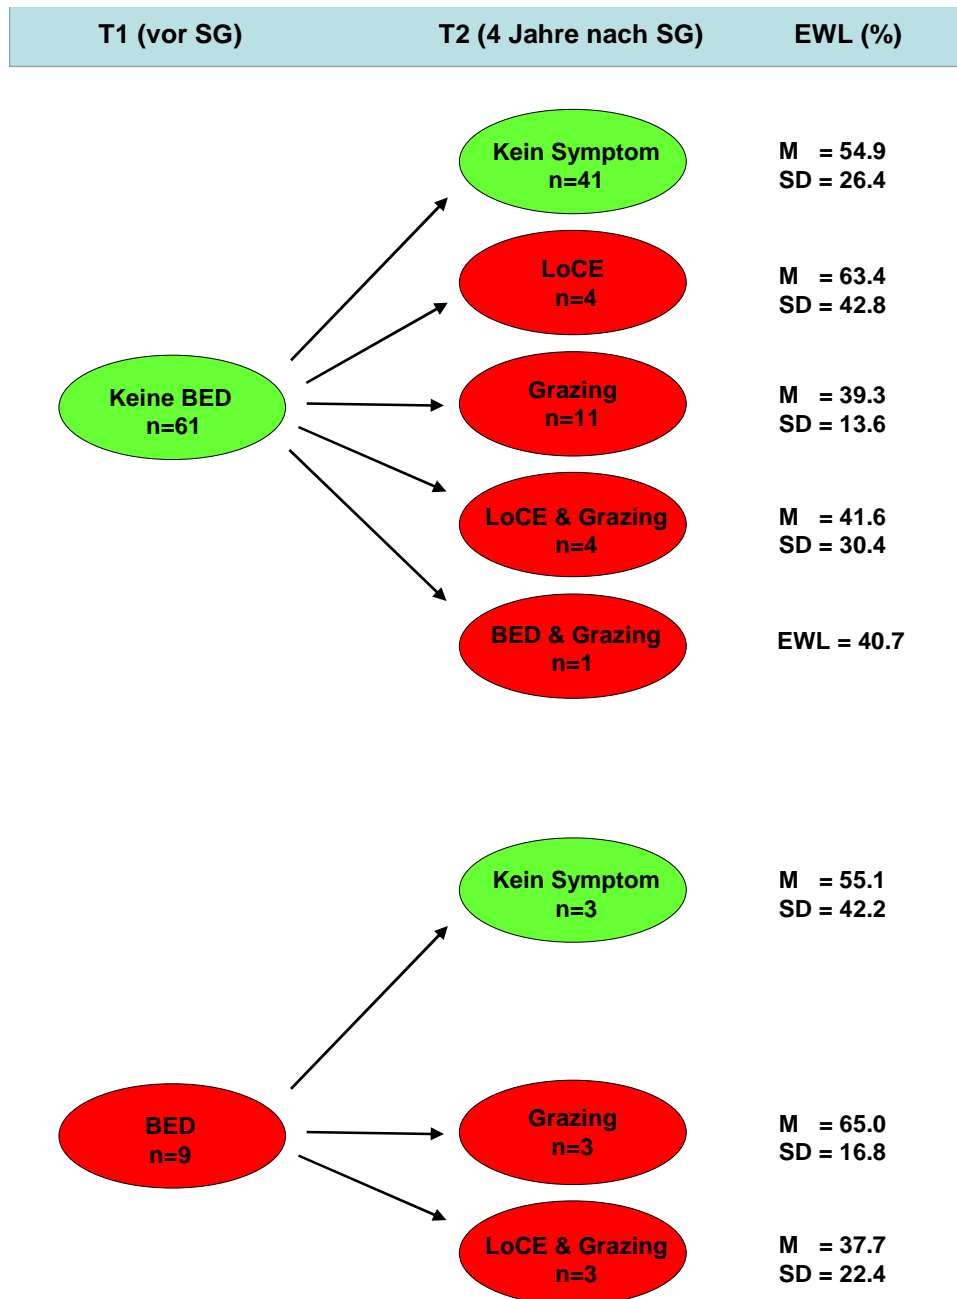 T1 (vor SG) T2 (4 Jahre nach SG) EWL (%)
Kein Symptom
n=41
M = 54.9
SD = 26.4
LoCE
n=4
M = 63.4
SD = 42.8
Keine BED
n=61
Grazing
n=11
M = 39.3
SD = 13.6
LoCE & Grazing
n=4
M = 41.6
SD = 30.4
BED & Grazing
n=1
EWL = 40.7
Kein Symptom
n=3
M = 55.1
SD = 42.2
BED
n=9
Grazing
n=3
M = 65.0
SD = 16.8
LoCE & Grazing
n=3
M = 37.7
SD = 22.4